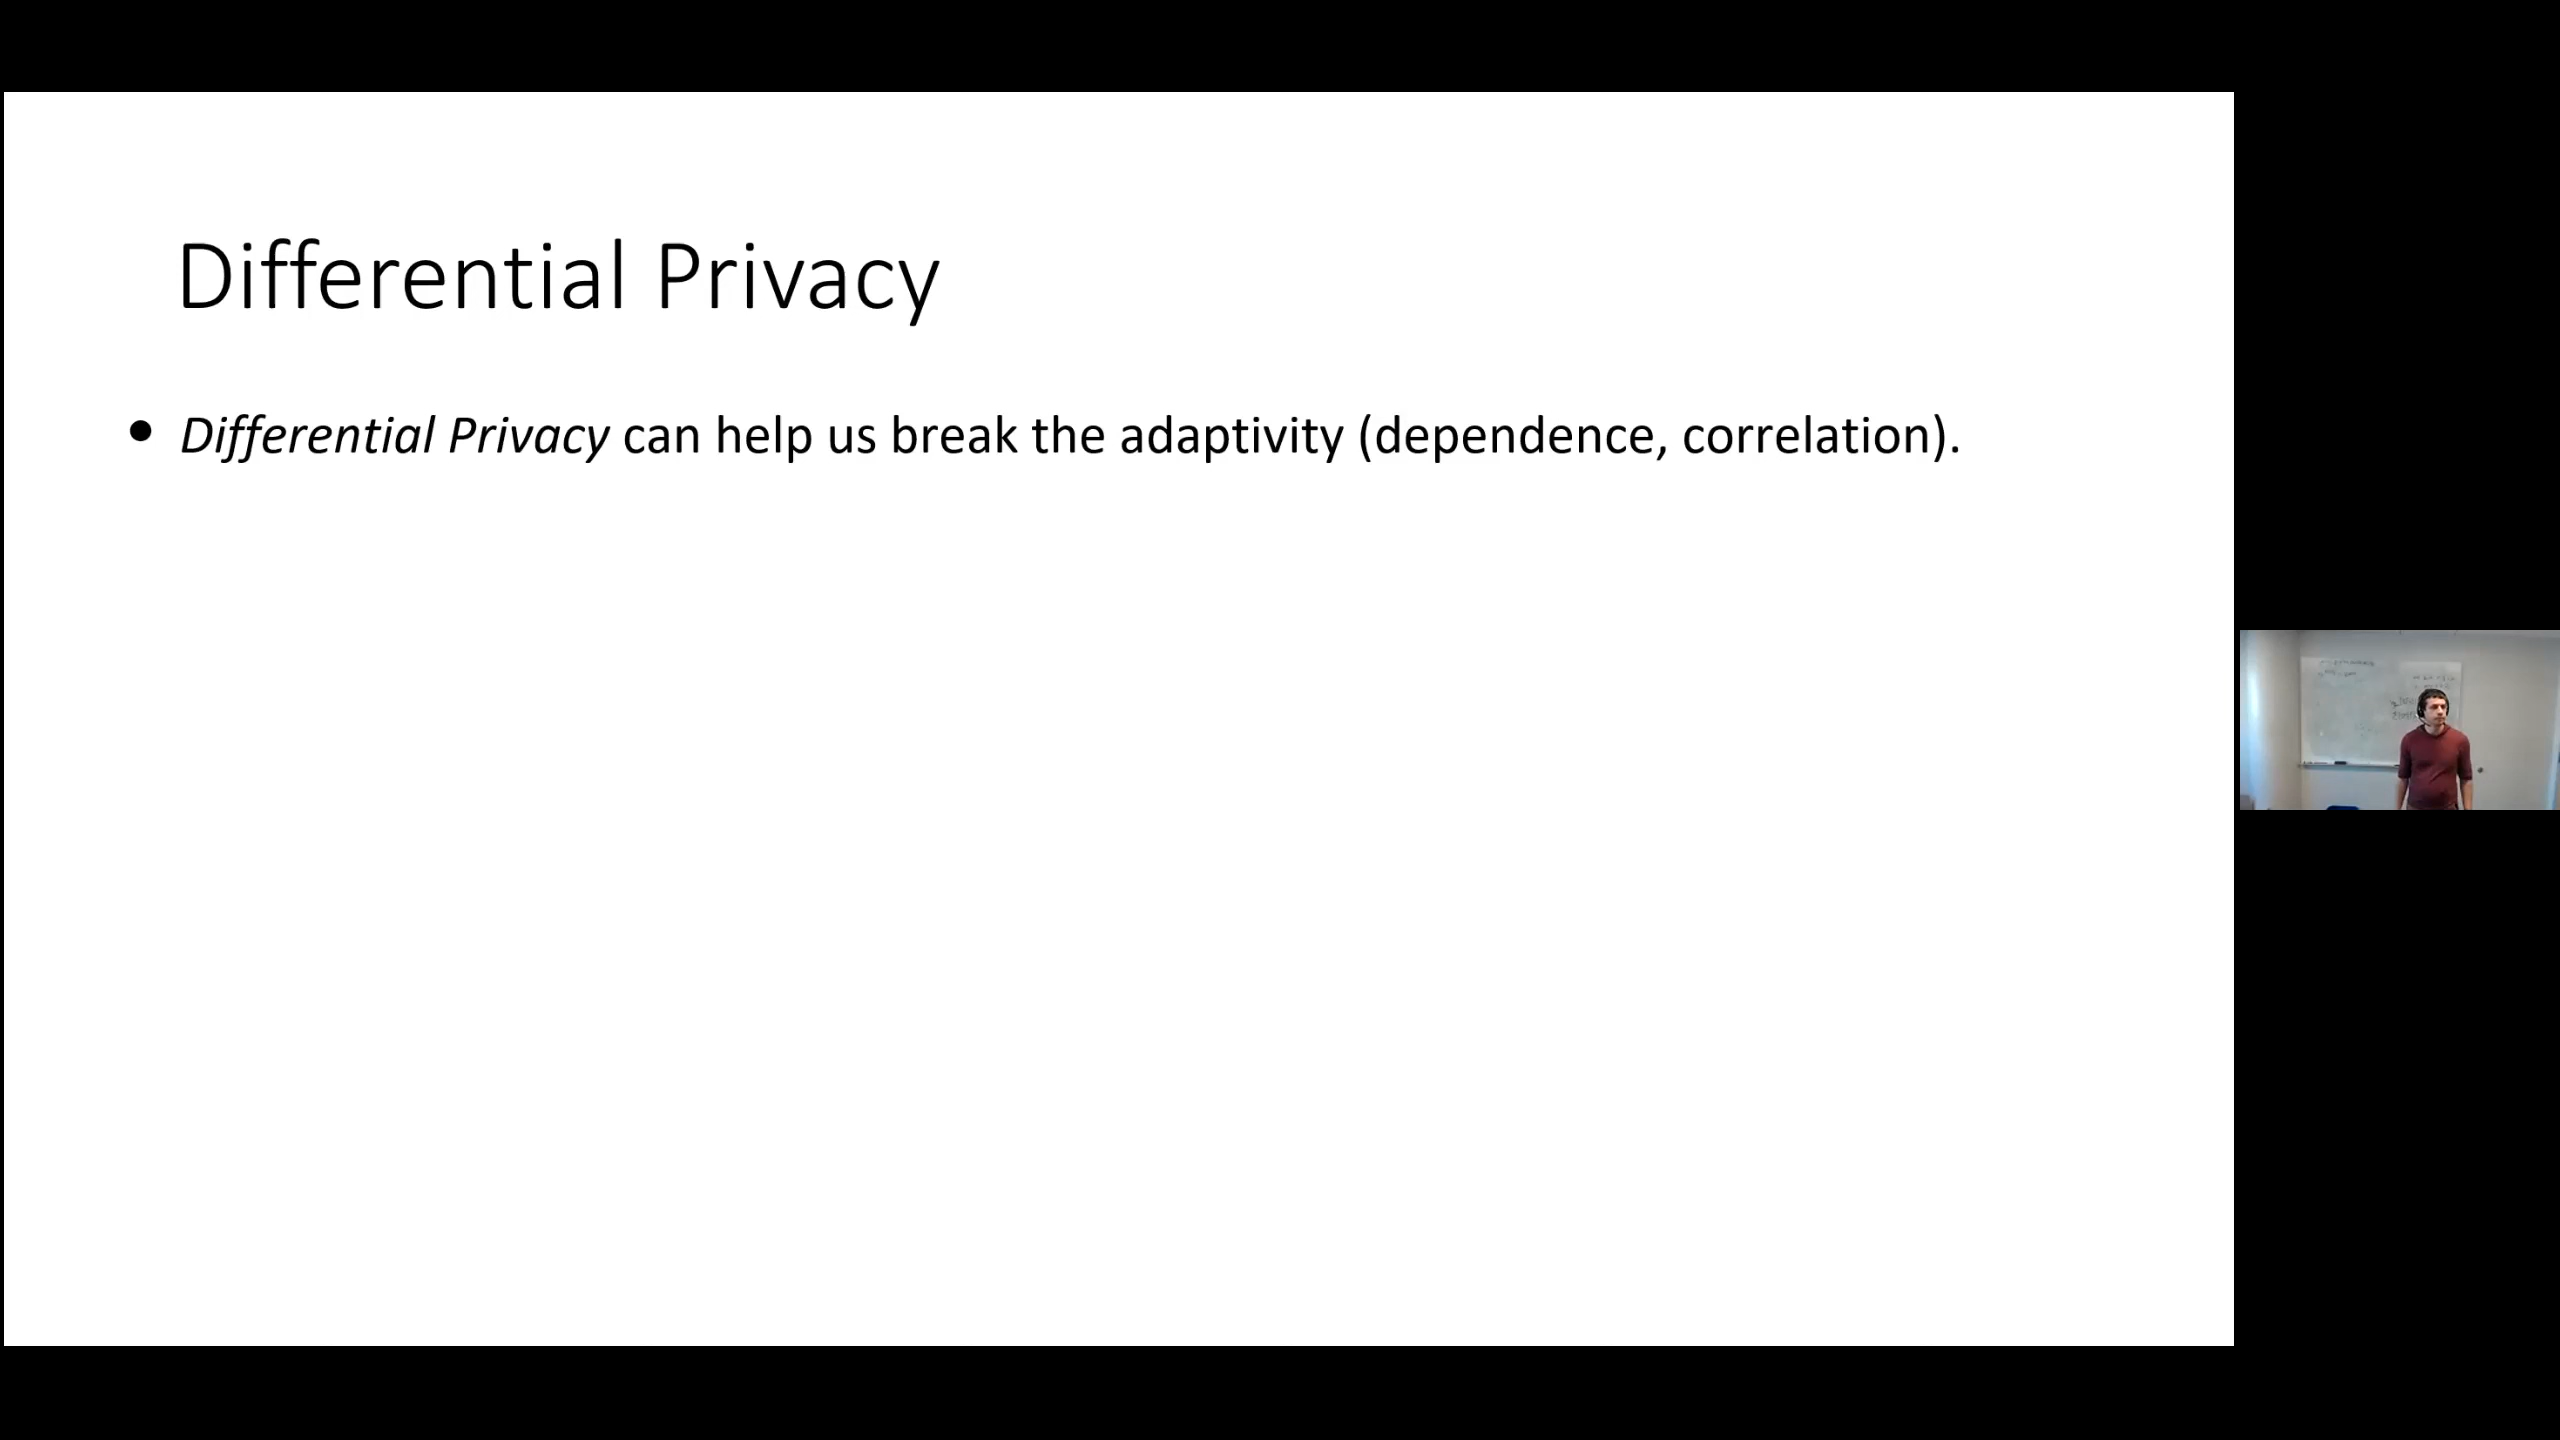 Differential Privacy
• Differential Privacy can help us break the adaptivity (dependence, correlation).